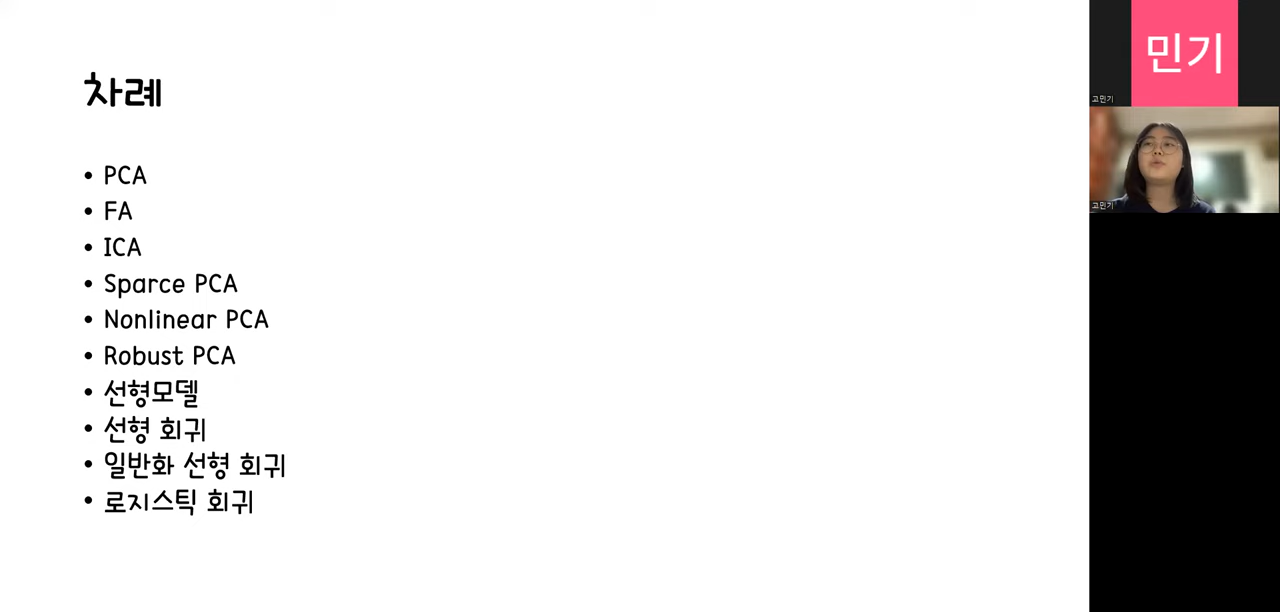 차례
• PCA
• FA
• ICA
• Sparce PCA
• Nonlinear PCA
• Robust PCA
• 선형모델
• 선형 회귀
• 일반화 선형 회귀
• 로지스틱 회귀
민기
고민기
고민기